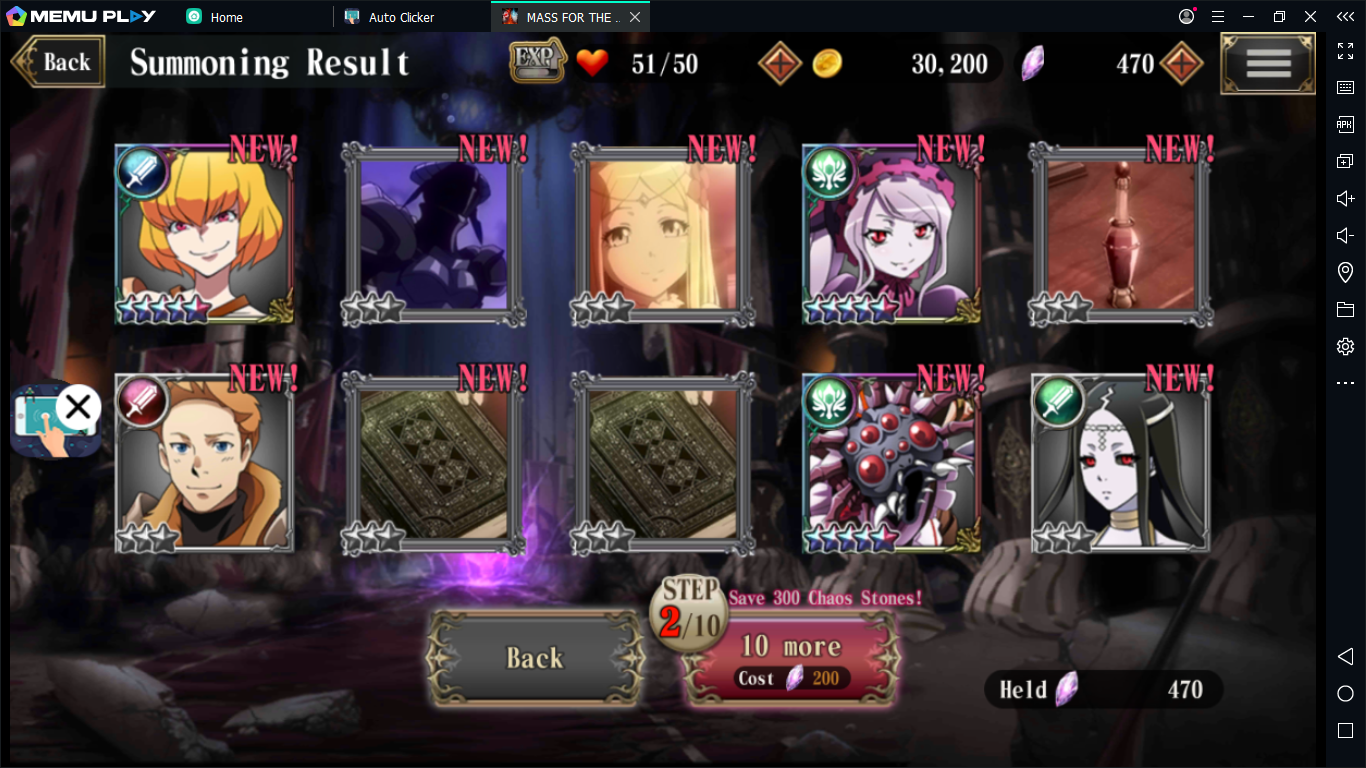 MEMU PLAY
Home
Auto Clicker
MASS FOR THE ..
Back
Summoning Result
EXP
51/50
30,200
470
NEW!
NEW!
NEW!
NEW!
NEW!
NEW!
NEW!
NEW!
NEW!
NEW!
STEP
2/10
Save 300 Chaos Stones!
Back
10 more
Cost 200
Held 470
APK